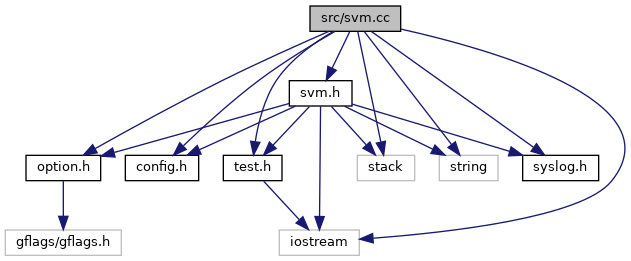 src/svm.cc
svm.h
option.h
config.h
test.h
stack
string
syslog.h
gflags/gflags.h
iostream